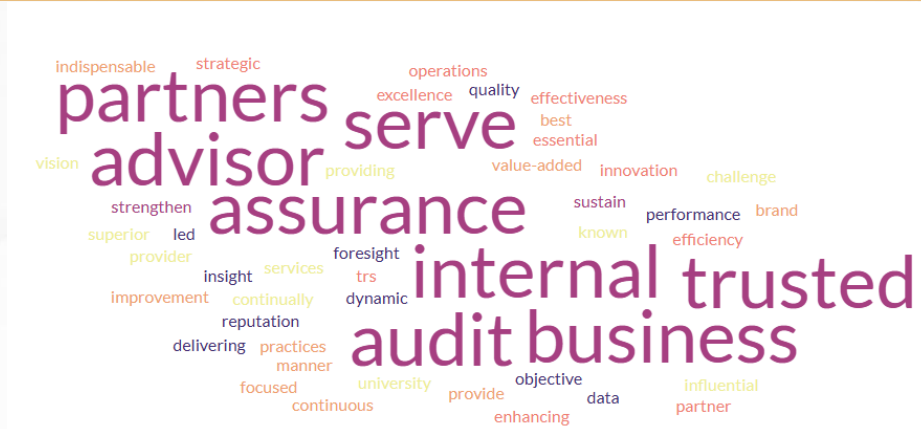 indispensable strategic operations
partners excellence quality effectiveness
serve best
essential
advisor vision providing value-added innovation challenge
assurance strengthen sustain performance brand
superior led known efficiency
provider foresight
internal trusted
insight services trs
improvement continually dynamic
reputation
audit business
delivering practices
manner
focused university objective influential
continuous provide data partner
enhancing